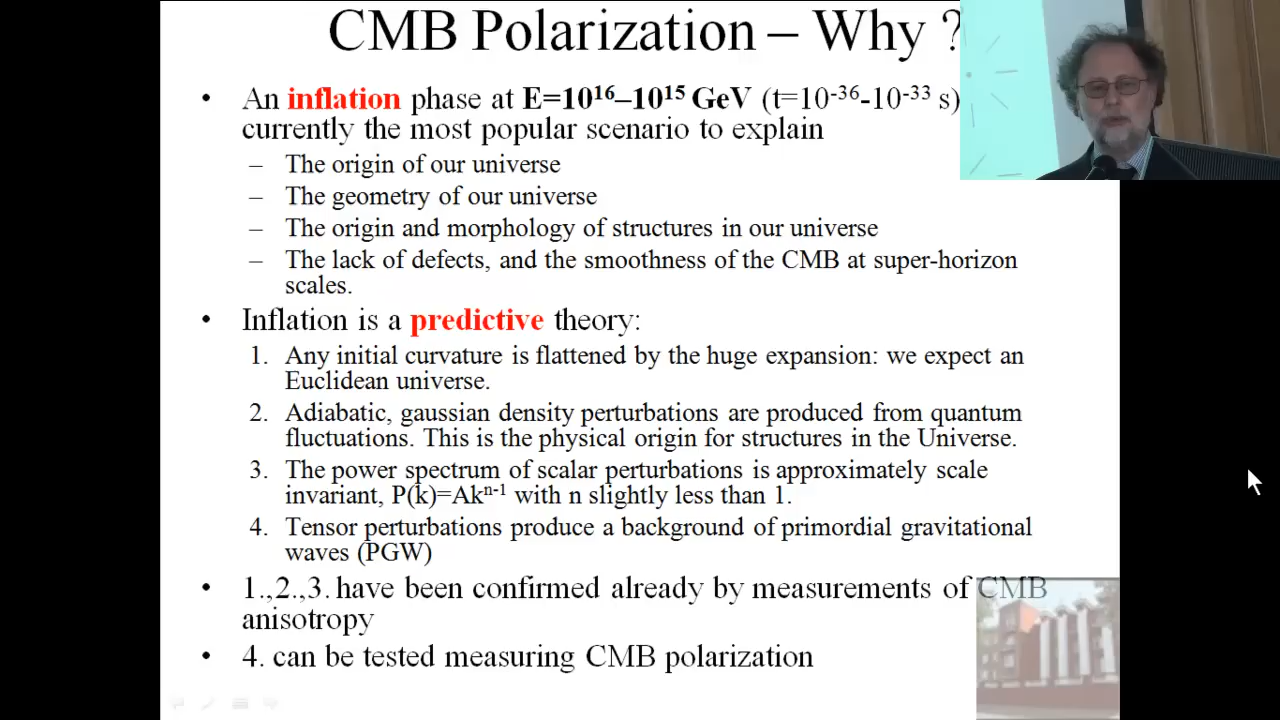 CMB Polarization – Why ?
• An inflation phase at E=10¹⁶–10¹⁵ GeV (t=10⁻³⁶-10⁻³³ s)
currently the most popular scenario to explain
– The origin of our universe
– The geometry of our universe
– The origin and morphology of structures in our universe
– The lack of defects, and the smoothness of the CMB at super-horizon
scales.
• Inflation is a predictive theory:
1. Any initial curvature is flattened by the huge expansion: we expect an
Euclidean universe.
2. Adiabatic, gaussian density perturbations are produced from quantum
fluctuations. This is the physical origin for structures in the Universe.
3. The power spectrum of scalar perturbations is approximately scale
invariant, P(k)=Akⁿ⁻¹ with n slightly less than 1.
4. Tensor perturbations produce a background of primordial gravitational
waves (PGW)
• 1.,2.,3. have been confirmed already by measurements of CMB
anisotropy
• 4. can be tested measuring CMB polarization